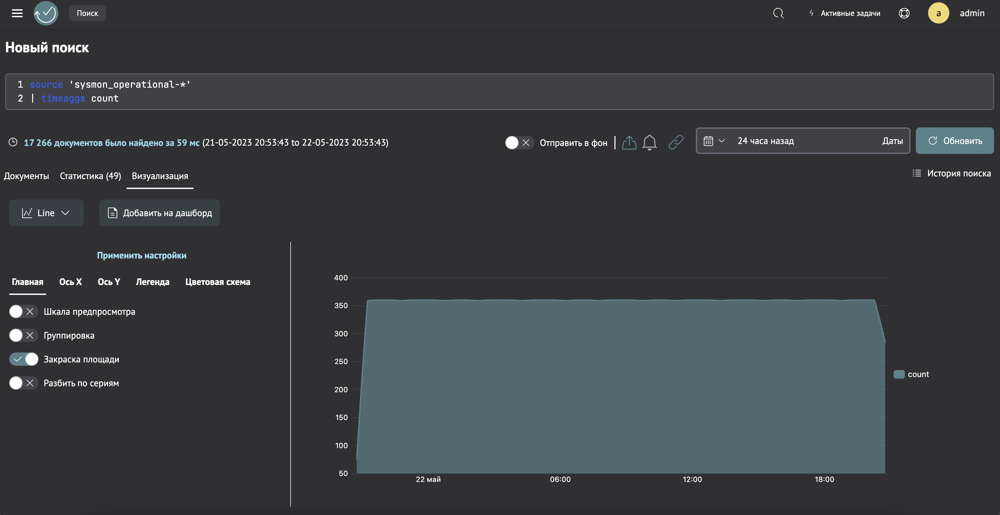 Поиск
Активные задачи
a
admin
Новый поиск
1 source 'sysmon_operational-*'
2 | timeaggs count
17 266 документов было найдено за 59 мс (21-05-2023 20:53:43 to 22-05-2023 20:53:43)
Отправить в фон
24 часа назад
Даты
Обновить
Документы
Статистика (49)
Визуализация
История поиска
Line
Добавить на дашборд
Применить настройки
Главная
Ось X
Ось Y
Легенда
Цветовая схема
Шкала предпросмотра
Группировка
Закраска площади
Разбить по сериям
400
350
300
250
200
150
100
50
22 май
06:00
12:00
18:00
count